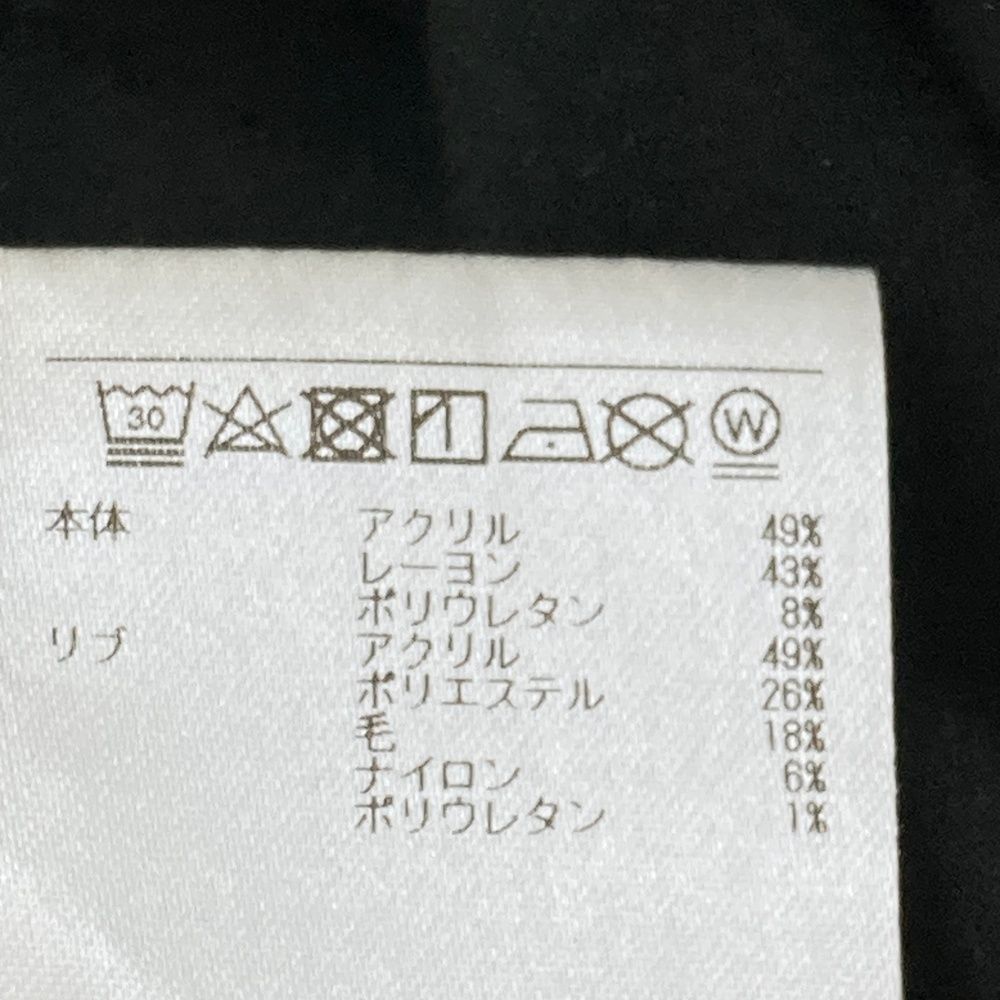 30 W
本体 アクリル 49%
レーヨン 43%
ポリウレタン 8%
リブ アクリル 49%
ポリエステル 26%
毛 18%
ナイロン 6%
ポリウレタン 1%